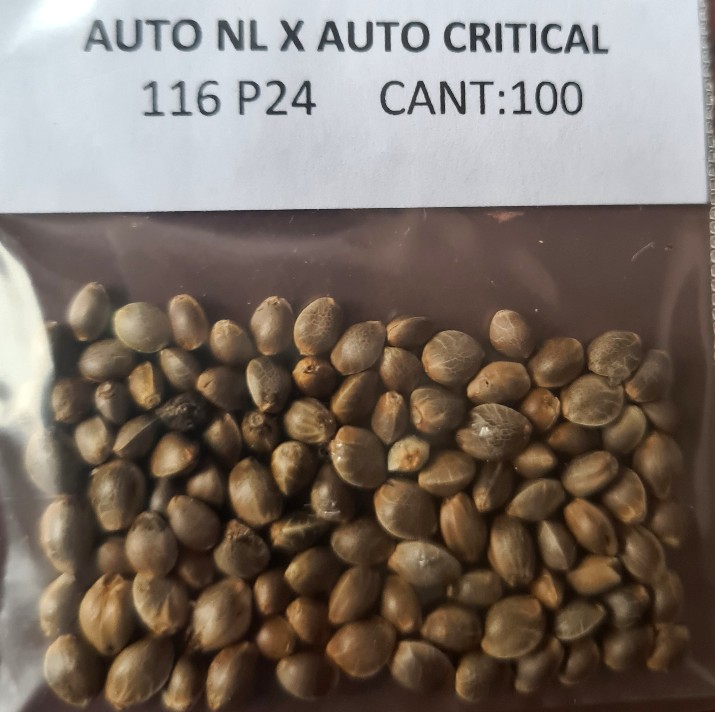 AUTO NL X AUTO CRITICAL
116 P24 CANT:100